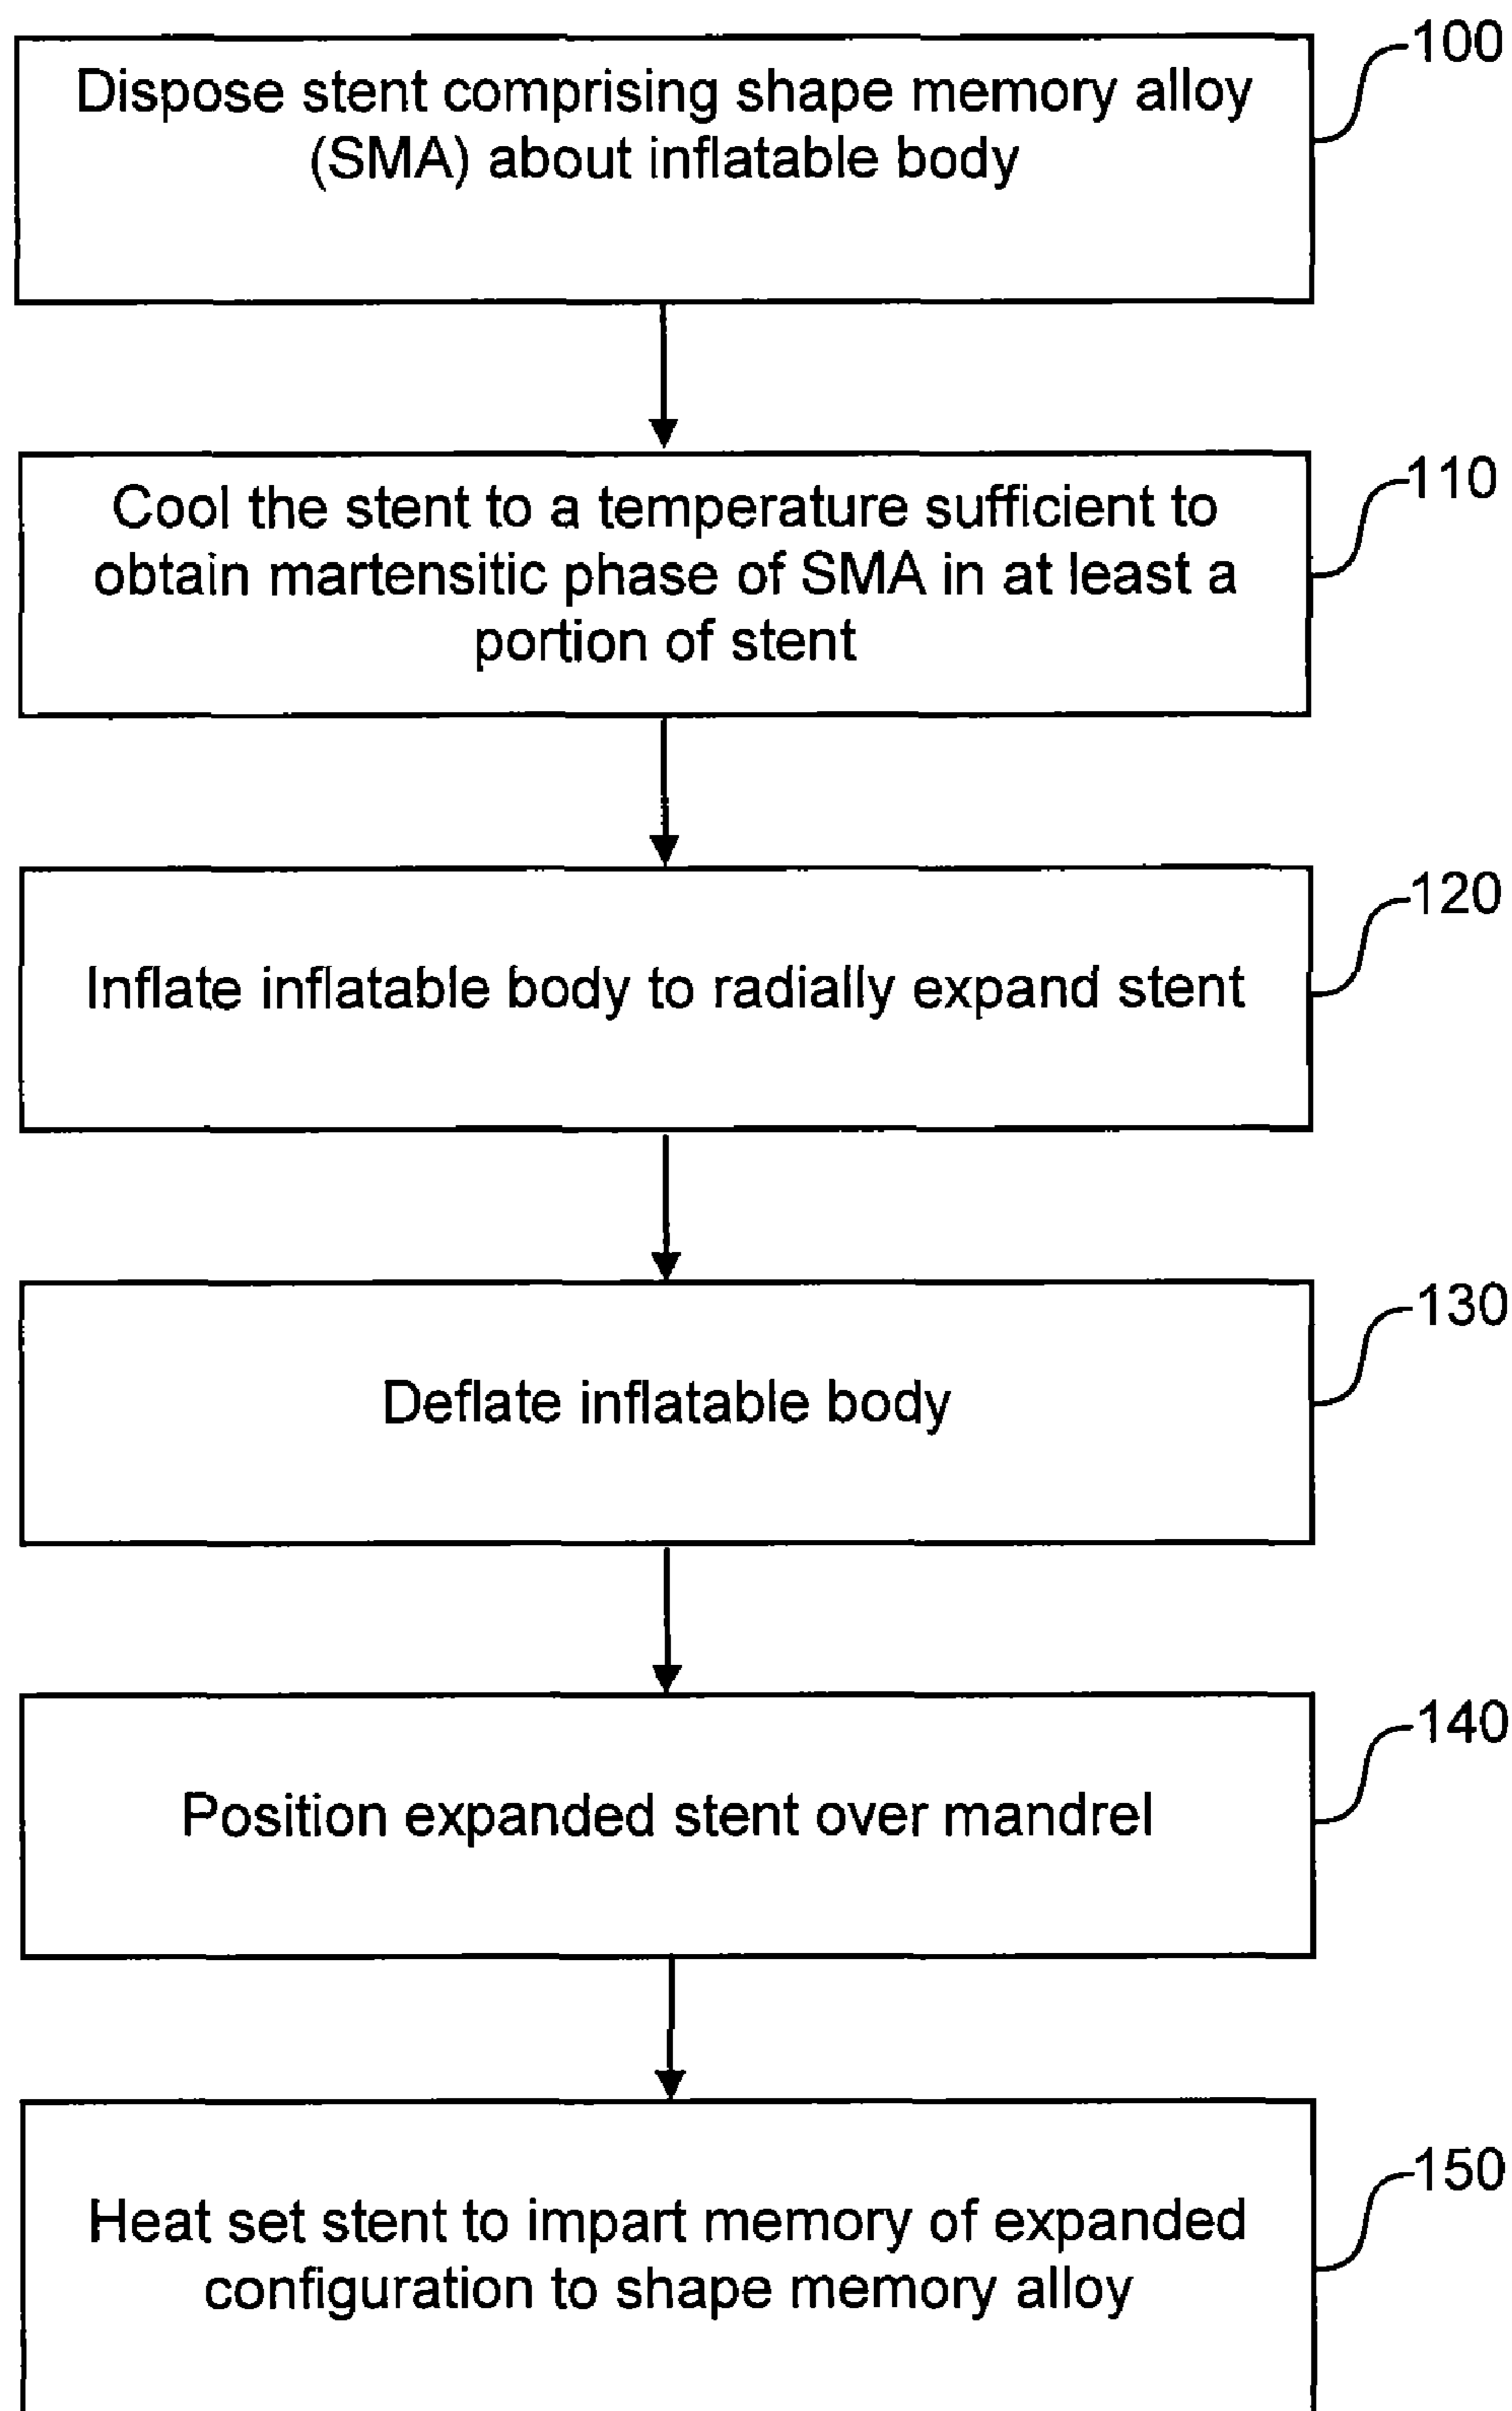 100
Dispose stent comprising shape memory alloy
(SMA) about inflatable body
110
Cool the stent to a temperature sufficient to
obtain martensitic phase of SMA in at least a
portion of stent
120
Inflate inflatable body to radially expand stent
130
Deflate inflatable body
140
Position expanded stent over mandrel
150
Heat set stent to impart memory of expanded
configuration to shape memory alloy